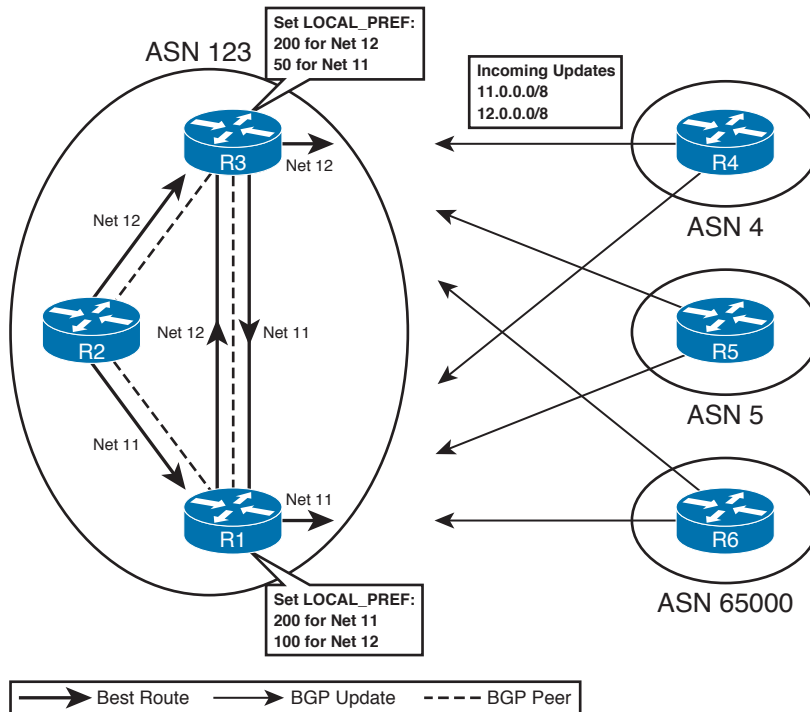 Set LOCAL_PREF:
200 for Net 12
50 for Net 11
ASN 123
Incoming Updates
11.0.0.0/8
12.0.0.0/8
R3
Net 12
R4
ASN 4
Net 12
R2
Net 12
Net 11
R5
ASN 5
Net 11
Net 11
R1
R6
Set LOCAL_PREF:
200 for Net 11
100 for Net 12
ASN 65000
Best Route
BGP Update
BGP Peer